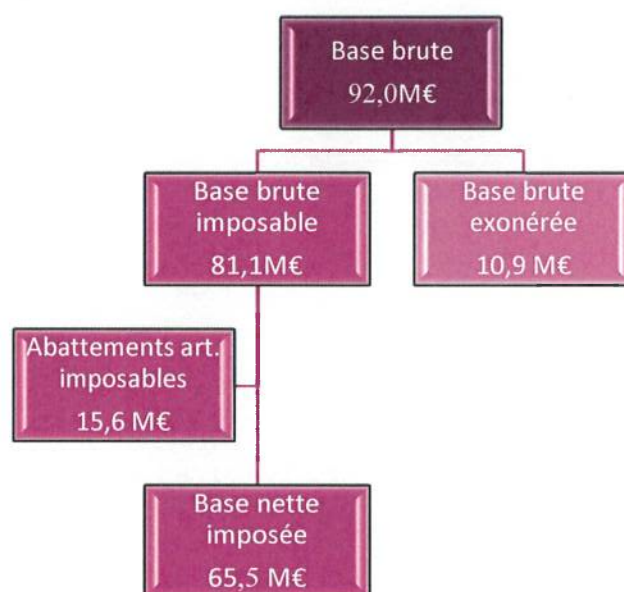 Base brute
92,0M€
Base brute
imposable
81,1M€
Base brute
exonérée
10,9 M€
Abattements art.
imposables
15,6 M€
Base nette
imposée
65,5 M€